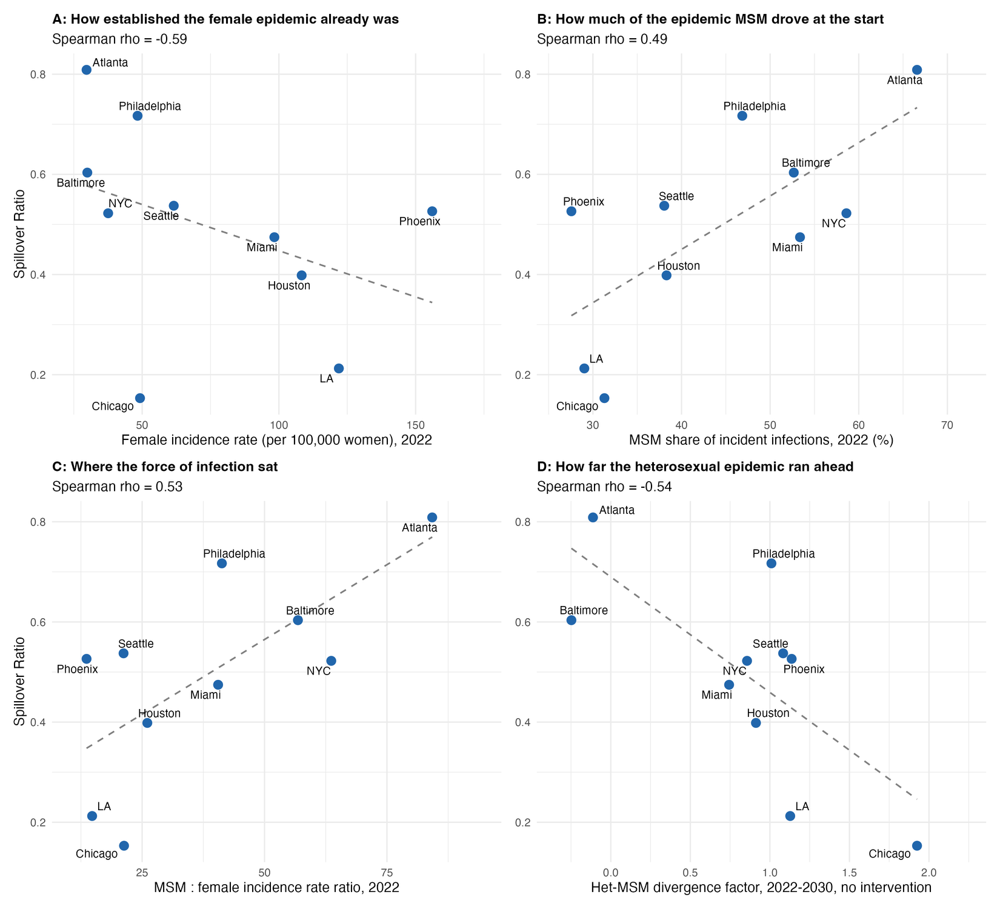 A: How established the female epidemic already was
Spearman rho = -0.59
Spillover Ratio
0.8
0.6
0.4
0.2
Atlanta
Philadelphia
Baltimore
NYC
Seattle
Phoenix
Miami
Houston
LA
Chicago
50
100
150
Female incidence rate (per 100,000 women), 2022
B: How much of the epidemic MSM drove at the start
Spearman rho = 0.49
0.8
0.6
0.4
0.2
Atlanta
Philadelphia
Baltimore
Phoenix
Seattle
NYC
Miami
Houston
LA
Chicago
30
40
50
60
70
MSM share of incident infections, 2022 (%)
C: Where the force of infection sat
Spearman rho = 0.53
Spillover Ratio
0.8
0.6
0.4
0.2
Atlanta
Philadelphia
Baltimore
Seattle
Phoenix
NYC
Miami
Houston
LA
Chicago
25
50
75
MSM : female incidence rate ratio, 2022
D: How far the heterosexual epidemic ran ahead
Spearman rho = -0.54
0.8
0.6
0.4
0.2
Atlanta
Philadelphia
Baltimore
Seattle
NYC
Phoenix
Miami
Houston
LA
Chicago
0.0
0.5
1.0
1.5
2.0
Het-MSM divergence factor, 2022-2030, no intervention